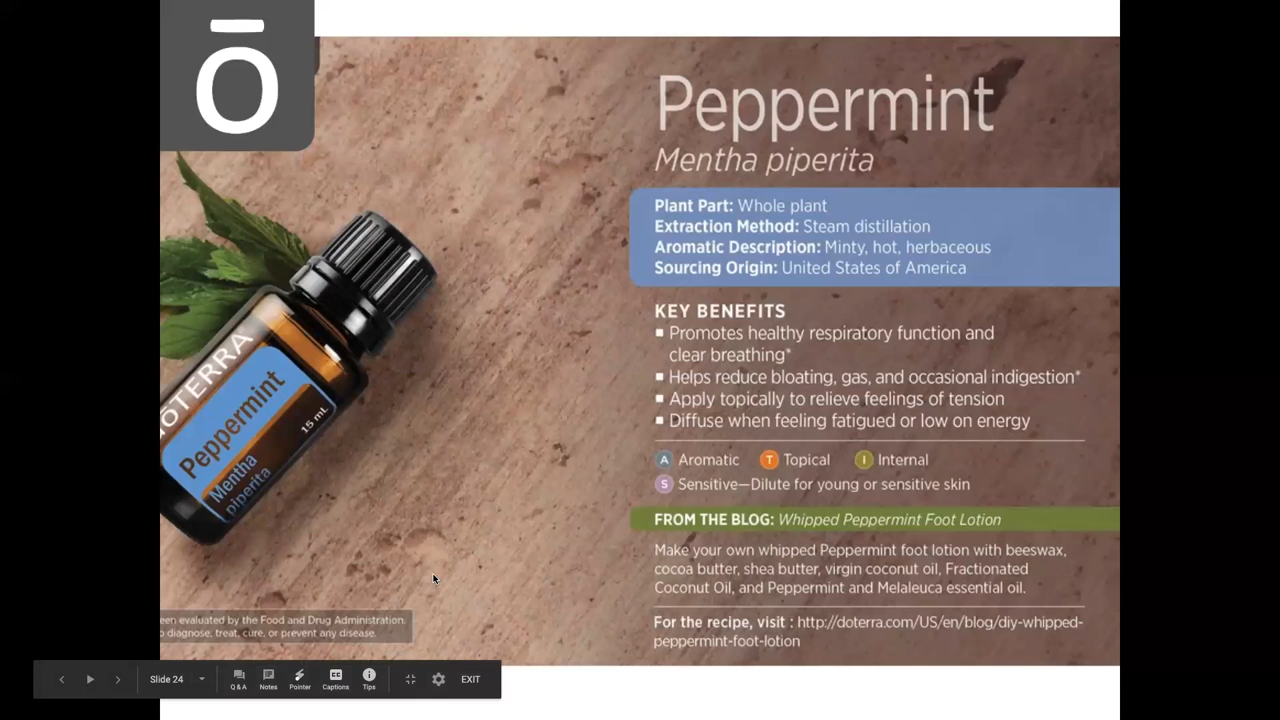 ō
Peppermint
Mentha piperita
Plant Part: Whole plant
Extraction Method: Steam distillation
Aromatic Description: Minty, hot, herbaceous
Sourcing Origin: United States of America
KEY BENEFITS
▪ Promotes healthy respiratory function and
clear breathing*
▪ Helps reduce bloating, gas, and occasional indigestion*
▪ Apply topically to relieve feelings of tension
▪ Diffuse when feeling fatigued or low on energy
A Aromatic T Topical I Internal
S Sensitive—Dilute for young or sensitive skin
FROM THE BLOG: Whipped Peppermint Foot Lotion
Make your own whipped Peppermint foot lotion with beeswax,
cocoa butter, shea butter, virgin coconut oil, Fractionated
Coconut Oil, and Peppermint and Melaleuca essential oil.
For the recipe, visit : http://doterra.com/US/en/blog/diy-whipped-
peppermint-foot-lotion
ōTERRA
Peppermint
Mentha
piperita
15 mL
evaluated by the Food and Drug Administration.
diagnose, treat, cure, or prevent any disease.
Slide 24
Q & A
Notes
Pointer
CC
Captions
Tips
EXIT